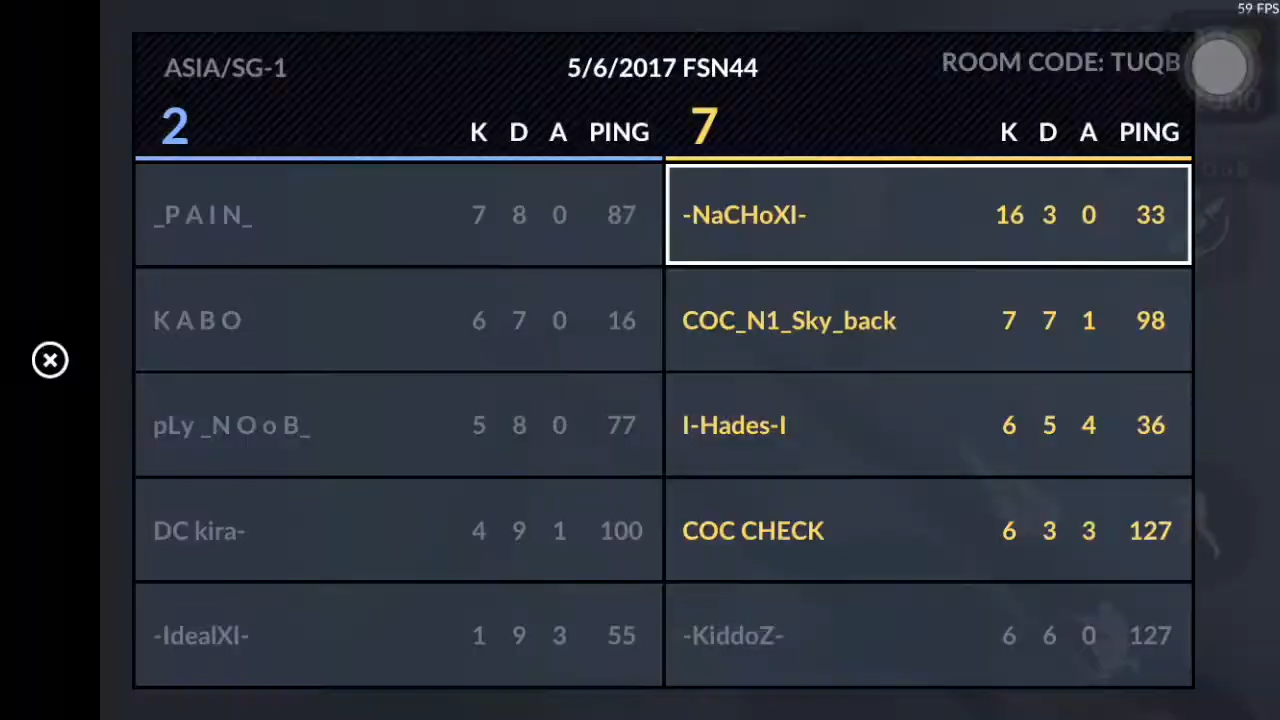 59 FPS
ASIA/SG-1 5/6/2017 FSN44 ROOM CODE: TUQB
2 K D A PING 7 K D A PING
_P A I N_ 7 8 0 87 -NaCHoXI- 16 3 0 33
K A B O 6 7 0 16 COC_N1_Sky_back 7 7 1 98
pLy _N O o B_ 5 8 0 77 I-Hades-I 6 5 4 36
DC kira- 4 9 1 100 COC CHECK 6 3 3 127
-IdealXI- 1 9 3 55 -KiddoZ- 6 6 0 127